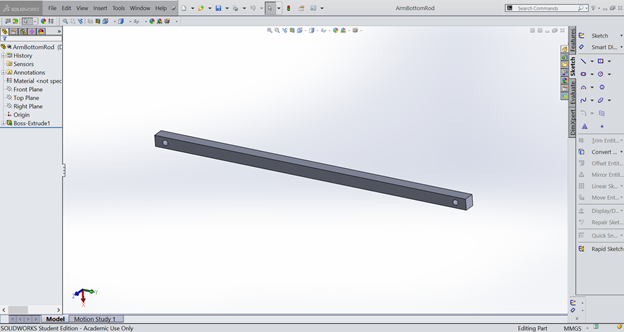 SOLIDWORKS
File Edit View Insert Tools Window Help
ArmBottomRod
Search Commands
ArmBottomRod (D
History
Sensors
Annotations
Material <not spec
Front Plane
Top Plane
Right Plane
Origin
Boss-Extrude1
Features
Sketch
Evaluate
DimXpert
Sketch
Smart Di...
Trim Entit...
Convert ...
Offset Entit...
Mirror Entit...
Linear Sk...
Move Ent...
Display/D...
Repair Sket...
Quick Sn...
Rapid Sketch
Model
Motion Study 1
SOLIDWORKS Student Edition - Academic Use Only
Editing Part
MMGS